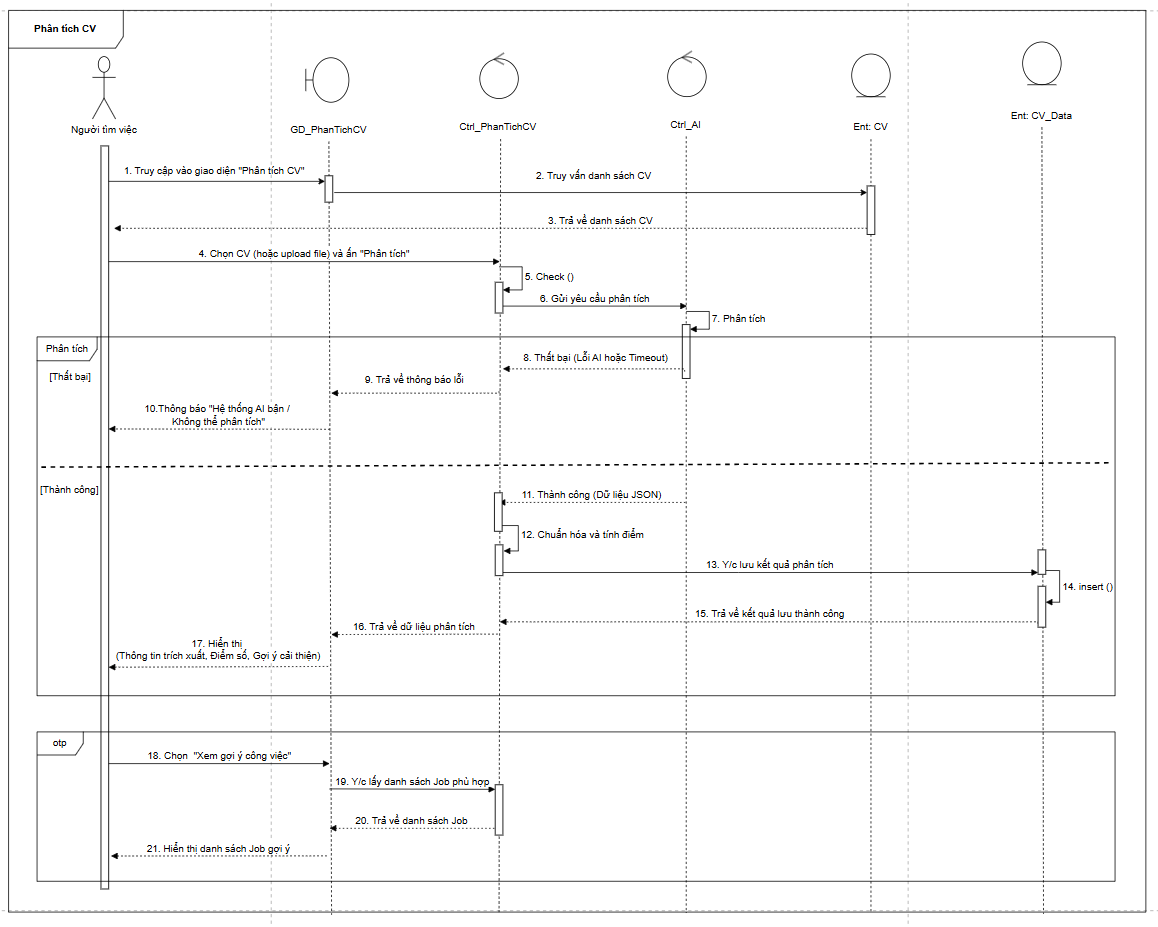 Phân tích CV
Người tìm việc
GD_PhanTichCV
Ctrl_PhanTichCV
Ctrl_AI
Ent: CV
Ent: CV_Data
1. Truy cập vào giao diện "Phân tích CV"
2. Truy vấn danh sách CV
3. Trả về danh sách CV
4. Chọn CV (hoặc upload file) và ấn "Phân tích"
5. Check ()
6. Gửi yêu cầu phân tích
7. Phân tích
Phân tích
[Thất bại]
8. Thất bại (Lỗi AI hoặc Timeout)
9. Trả về thông báo lỗi
10.Thông báo "Hệ thống AI bận /
Không thể phân tích"
[Thành công]
11. Thành công (Dữ liệu JSON)
12. Chuẩn hóa và tính điểm
13. Y/c lưu kết quả phân tích
14. insert ()
15. Trả về kết quả lưu thành công
16. Trả về dữ liệu phân tích
17. Hiển thị
(Thông tin trích xuất, Điểm số, Gợi ý cải thiện)
otp
18. Chọn "Xem gợi ý công việc"
19. Y/c lấy danh sách Job phù hợp
20. Trả về danh sách Job
21. Hiển thị danh sách Job gợi ý